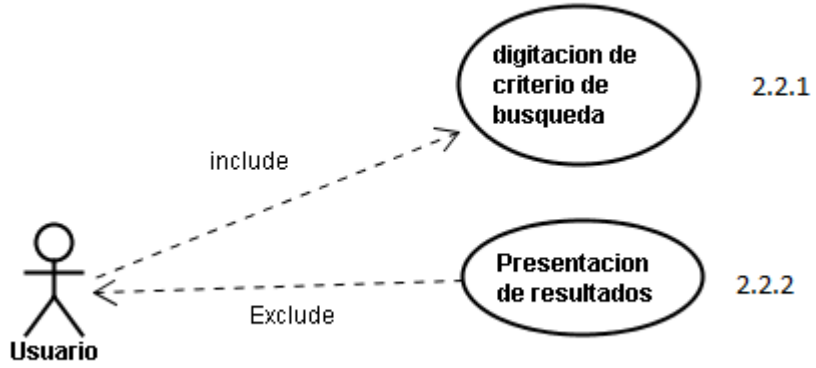 digitacion de
criterio de
busqueda
2.2.1
include
Presentacion
de resultados
2.2.2
Exclude
Usuario